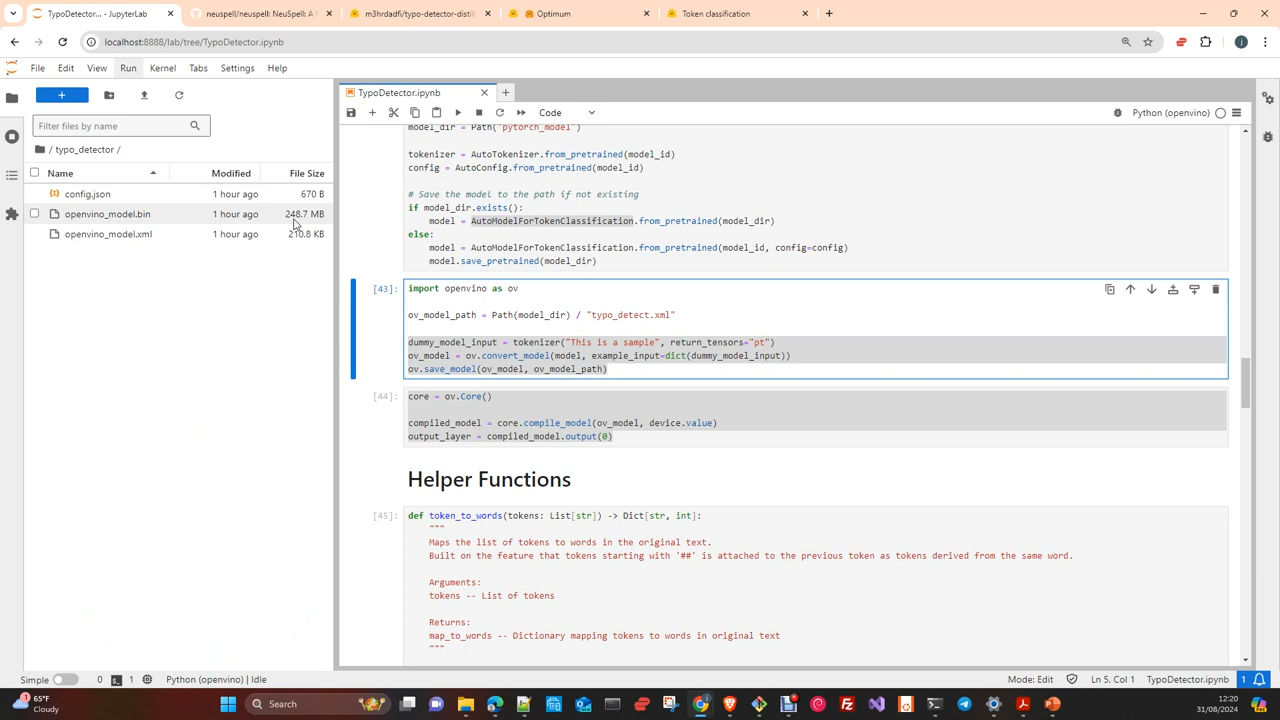 TypoDetector... - JupyterLab
neuspell/neuspell: NeuSpell: A
m3hrdadfi/typo-detector-distil
Optimum
Token classification
localhost:8888/lab/tree/TypoDetector.ipynb
File Edit View Run Kernel Tabs Settings Help
TypoDetector.ipynb
Code
Python (openvino)
Filter files by name
/ typo_detector /
Name Modified File Size
config.json 1 hour ago 670 B
openvino_model.bin 1 hour ago 248.7 MB
openvino_model.xml 1 hour ago 210.8 KB
model_dir = Path("pytorch_model")
tokenizer = AutoTokenizer.from_pretrained(model_id)
config = AutoConfig.from_pretrained(model_id)
# Save the model to the path if not existing
if model_dir.exists():
model = AutoModelForTokenClassification.from_pretrained(model_dir)
else:
model = AutoModelForTokenClassification.from_pretrained(model_id, config=config)
model.save_pretrained(model_dir)
[43]: import openvino as ov
ov_model_path = Path(model_dir) / "typo_detect.xml"
dummy_model_input = tokenizer("This is a sample", return_tensors="pt")
ov_model = ov.convert_model(model, example_input=dict(dummy_model_input))
ov.save_model(ov_model, ov_model_path)
[44]: core = ov.Core()
compiled_model = core.compile_model(ov_model, device.value)
output_layer = compiled_model.output(0)
Helper Functions
[45]: def token_to_words(tokens: List[str]) -> Dict[str, int]:
"""
Maps the list of tokens to words in the original text.
Built on the feature that tokens starting with '##' is attached to the previous token as tokens derived from the same word.
Arguments:
tokens -- List of tokens
Returns:
map_to_words -- Dictionary mapping tokens to words in original text
"""
Simple 0 1 Python (openvino) | Idle
Mode: Edit Ln 5, Col 1 TypoDetector.ipynb 1
65°F
Cloudy
Search
12:20
31/08/2024